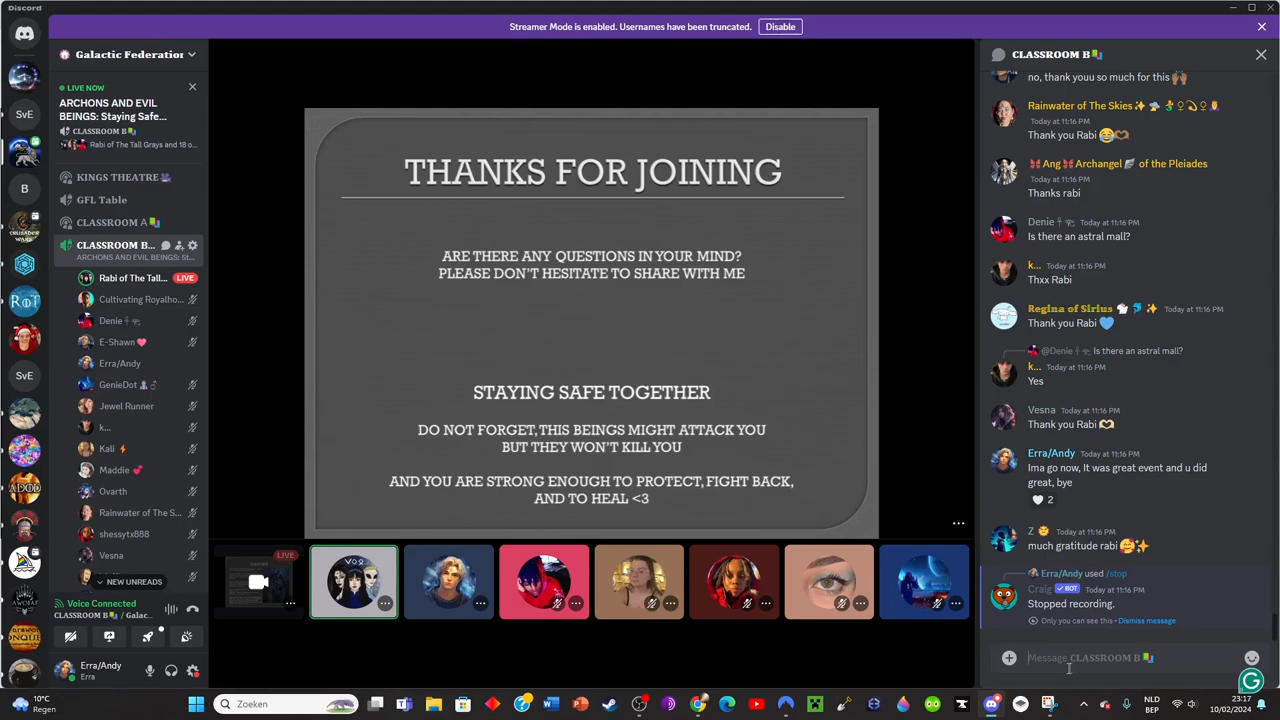 Discord
Streamer Mode is enabled. Usernames have been truncated.
Disable
Galactic Federation
LIVE NOW
ARCHONS AND EVIL
BEINGS: Staying Safe...
CLASSROOM B
Rabi of The Tall Grays and 18 o...
KINGS THEATRE
GFL Table
CLASSROOM A
CLASSROOM B...
ARCHONS AND EVIL BEINGS: St...
Rabi of The Tall...
LIVE
Cultivating Royalho...
Denie
E-Shawn
Erra/Andy
GenieDot
Jewel Runner
k...
Kali
Maddie
Ovarth
Rainwater of The S...
shessytx888
Vesna
NEW UNREADS
Voice Connected
CLASSROOM B / Galac...
Erra/Andy
Erra
SvE
B
RoT
SvE
THANKS FOR JOINING
ARE THERE ANY QUESTIONS IN YOUR MIND?
PLEASE DON'T HESITATE TO SHARE WITH ME
STAYING SAFE TOGETHER
DO NOT FORGET, THIS BEINGS MIGHT ATTACK YOU
BUT THEY WON'T KILL YOU
AND YOU ARE STRONG ENOUGH TO PROTECT, FIGHT BACK,
AND TO HEAL <3
LIVE
CLASSROOM B
no, thank youu so much for this
Rainwater of The Skies
Today at 11:16 PM
Thank you Rabi
Ang Archangel of the Pleiades
Today at 11:16 PM
Thanks rabi
Denie Today at 11:16 PM
Is there an astral mall?
k... Today at 11:16 PM
Thxx Rabi
Regina of Sirius Today at 11:16 PM
Thank you Rabi
@Denie Is there an astral mall?
k... Today at 11:16 PM
Yes
Vesna Today at 11:16 PM
Thank you Rabi
Erra/Andy Today at 11:16 PM
Ima go now, It was great event and u did
great, bye
2
Z Today at 11:16 PM
much gratitude rabi
Erra/Andy used /stop
Craig BOT Today at 11:16 PM
Stopped recording.
Only you can see this • Dismiss message
Message CLASSROOM B
10°C
Regen
Zoeken
NLD
BEP
23:17
10/02/2024